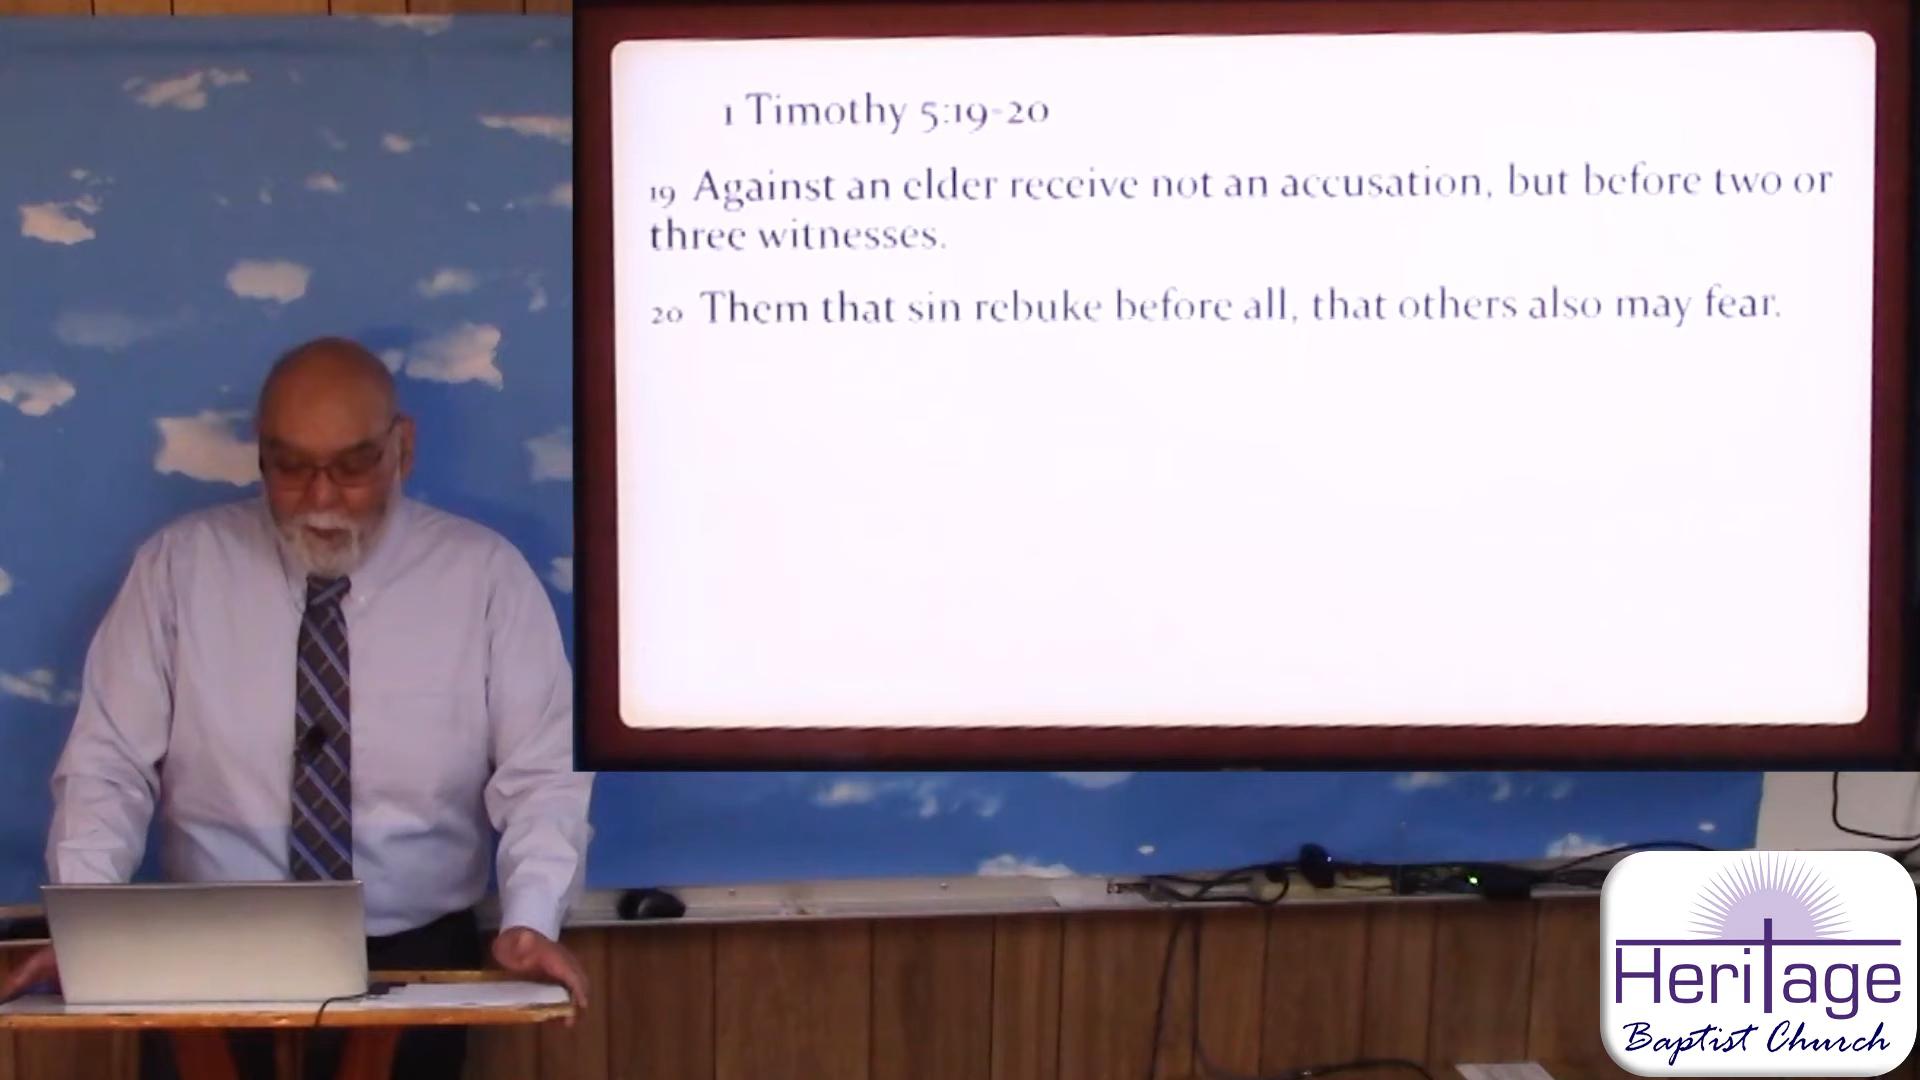 1 Timothy 5:19-20
19 Against an elder receive not an accusation, but before two or
three witnesses.
20 Them that sin rebuke before all, that others also may fear.
Heritage
Baptist Church